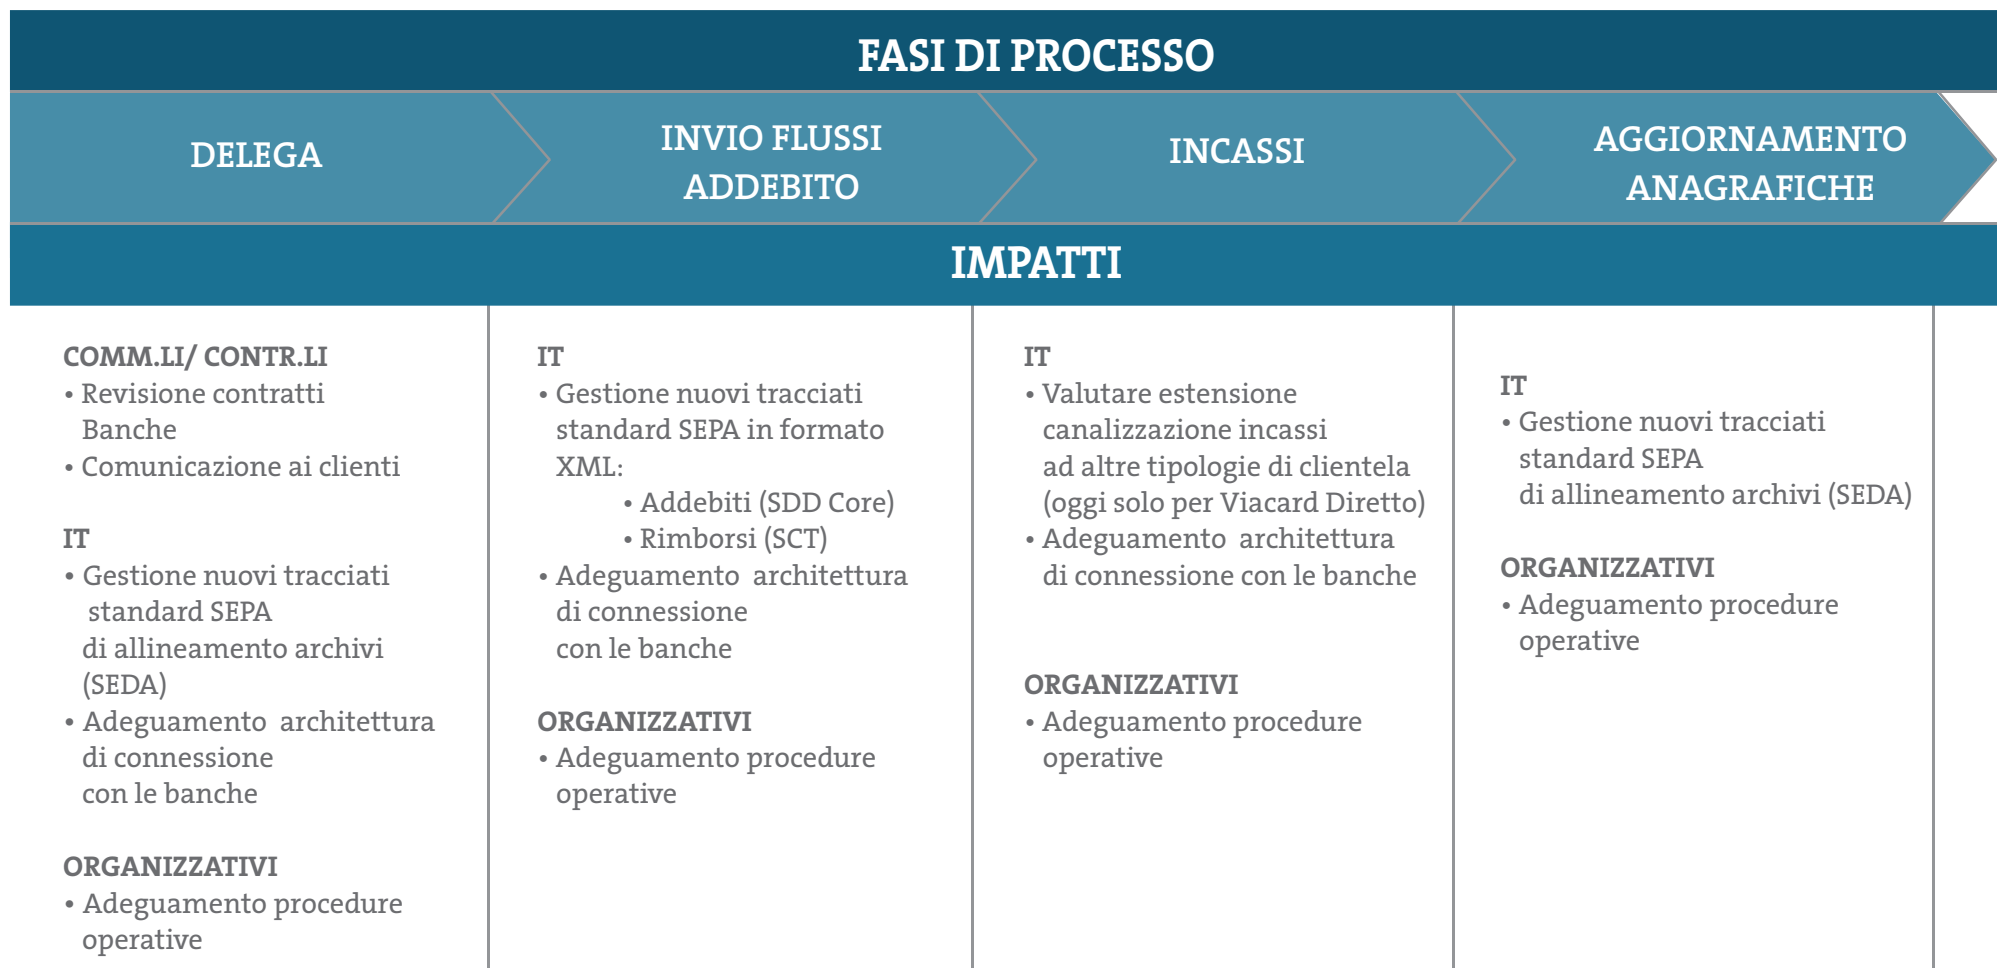 FASI DI PROCESSO
DELEGA
INVIO FLUSSI
ADDEBITO
INCASSI
AGGIORNAMENTO
ANAGRAFICHE
IMPATTI
COMM.LI/ CONTR.LI
• Revisione contratti
Banche
• Comunicazione ai clienti
IT
• Gestione nuovi tracciati
standard SEPA
di allineamento archivi
(SEDA)
• Adeguamento architettura
di connessione
con le banche
ORGANIZZATIVI
• Adeguamento procedure
operative
IT
• Gestione nuovi tracciati
standard SEPA in formato
XML:
• Addebiti (SDD Core)
• Rimborsi (SCT)
• Adeguamento architettura
di connessione
con le banche
ORGANIZZATIVI
• Adeguamento procedure
operative
IT
• Valutare estensione
canalizzazione incassi
ad altre tipologie di clientela
(oggi solo per Viacard Diretto)
• Adeguamento architettura
di connessione con le banche
ORGANIZZATIVI
• Adeguamento procedure
operative
IT
• Gestione nuovi tracciati
standard SEPA
di allineamento archivi (SEDA)
ORGANIZZATIVI
• Adeguamento procedure
operative